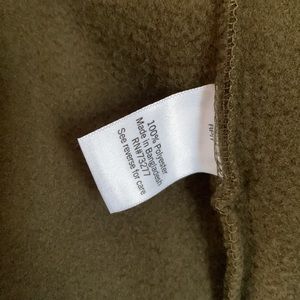 100% Polyester
Made in Bangladesh
RN#73277
See reverse for care